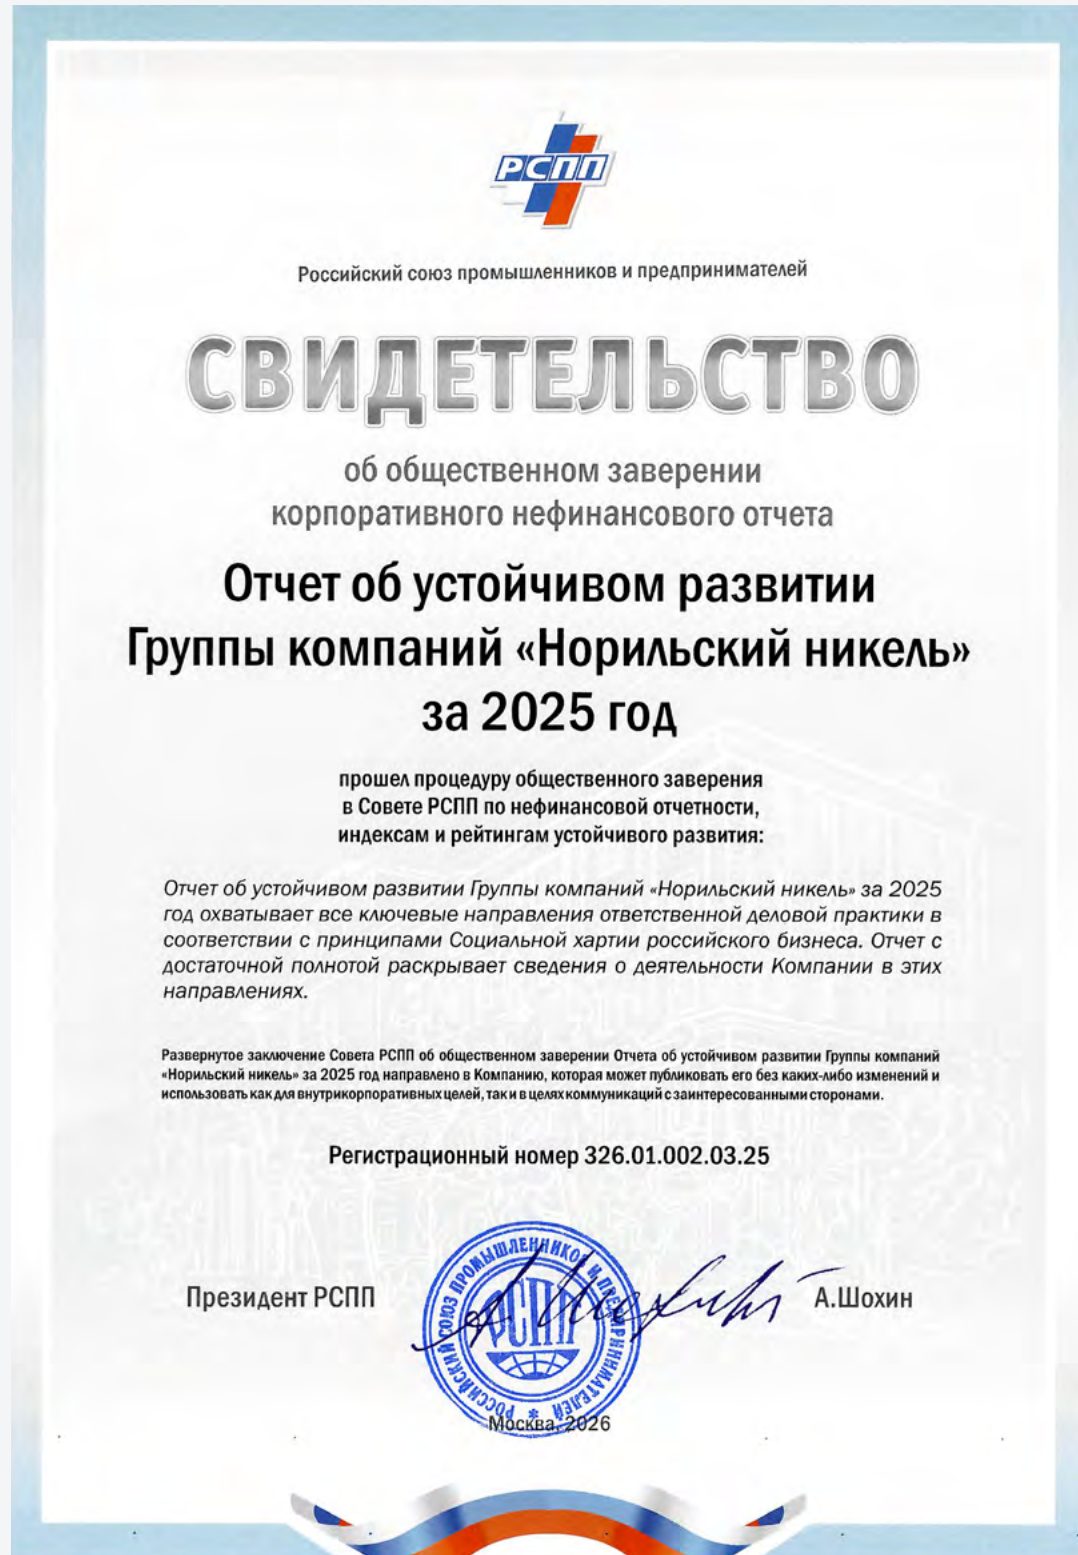 РСПП
Российский союз промышленников и предпринимателей
СВИДЕТЕЛЬСТВО
об общественном заверении
корпоративного нефинансового отчета
Отчет об устойчивом развитии
Группы компаний «Норильский никель»
за 2025 год
прошел процедуру общественного заверения
в Совете РСПП по нефинансовой отчетности,
индексам и рейтингам устойчивого развития:
Отчет об устойчивом развитии Группы компаний «Норильский никель» за 2025
год охватывает все ключевые направления ответственной деловой практики в
соответствии с принципами Социальной хартии российского бизнеса. Отчет с
достаточной полнотой раскрывает сведения о деятельности Компании в этих
направлениях.
Развернутое заключение Совета РСПП об общественном заверении Отчета об устойчивом развитии Группы компаний
«Норильский никель» за 2025 год направлено в Компанию, которая может публиковать его без каких-либо изменений и
использовать как для внутрикорпоративных целей, так и в целях коммуникаций с заинтересованными сторонами.
Регистрационный номер 326.01.002.03.25
Президент РСПП
РОССИЙСКИЙ СОЮЗ ПРОМЫШЛЕННИКОВ И ПРЕДПРИНИМАТЕЛЕЙ *
РСПП
А.Шохин
Москва, 2026